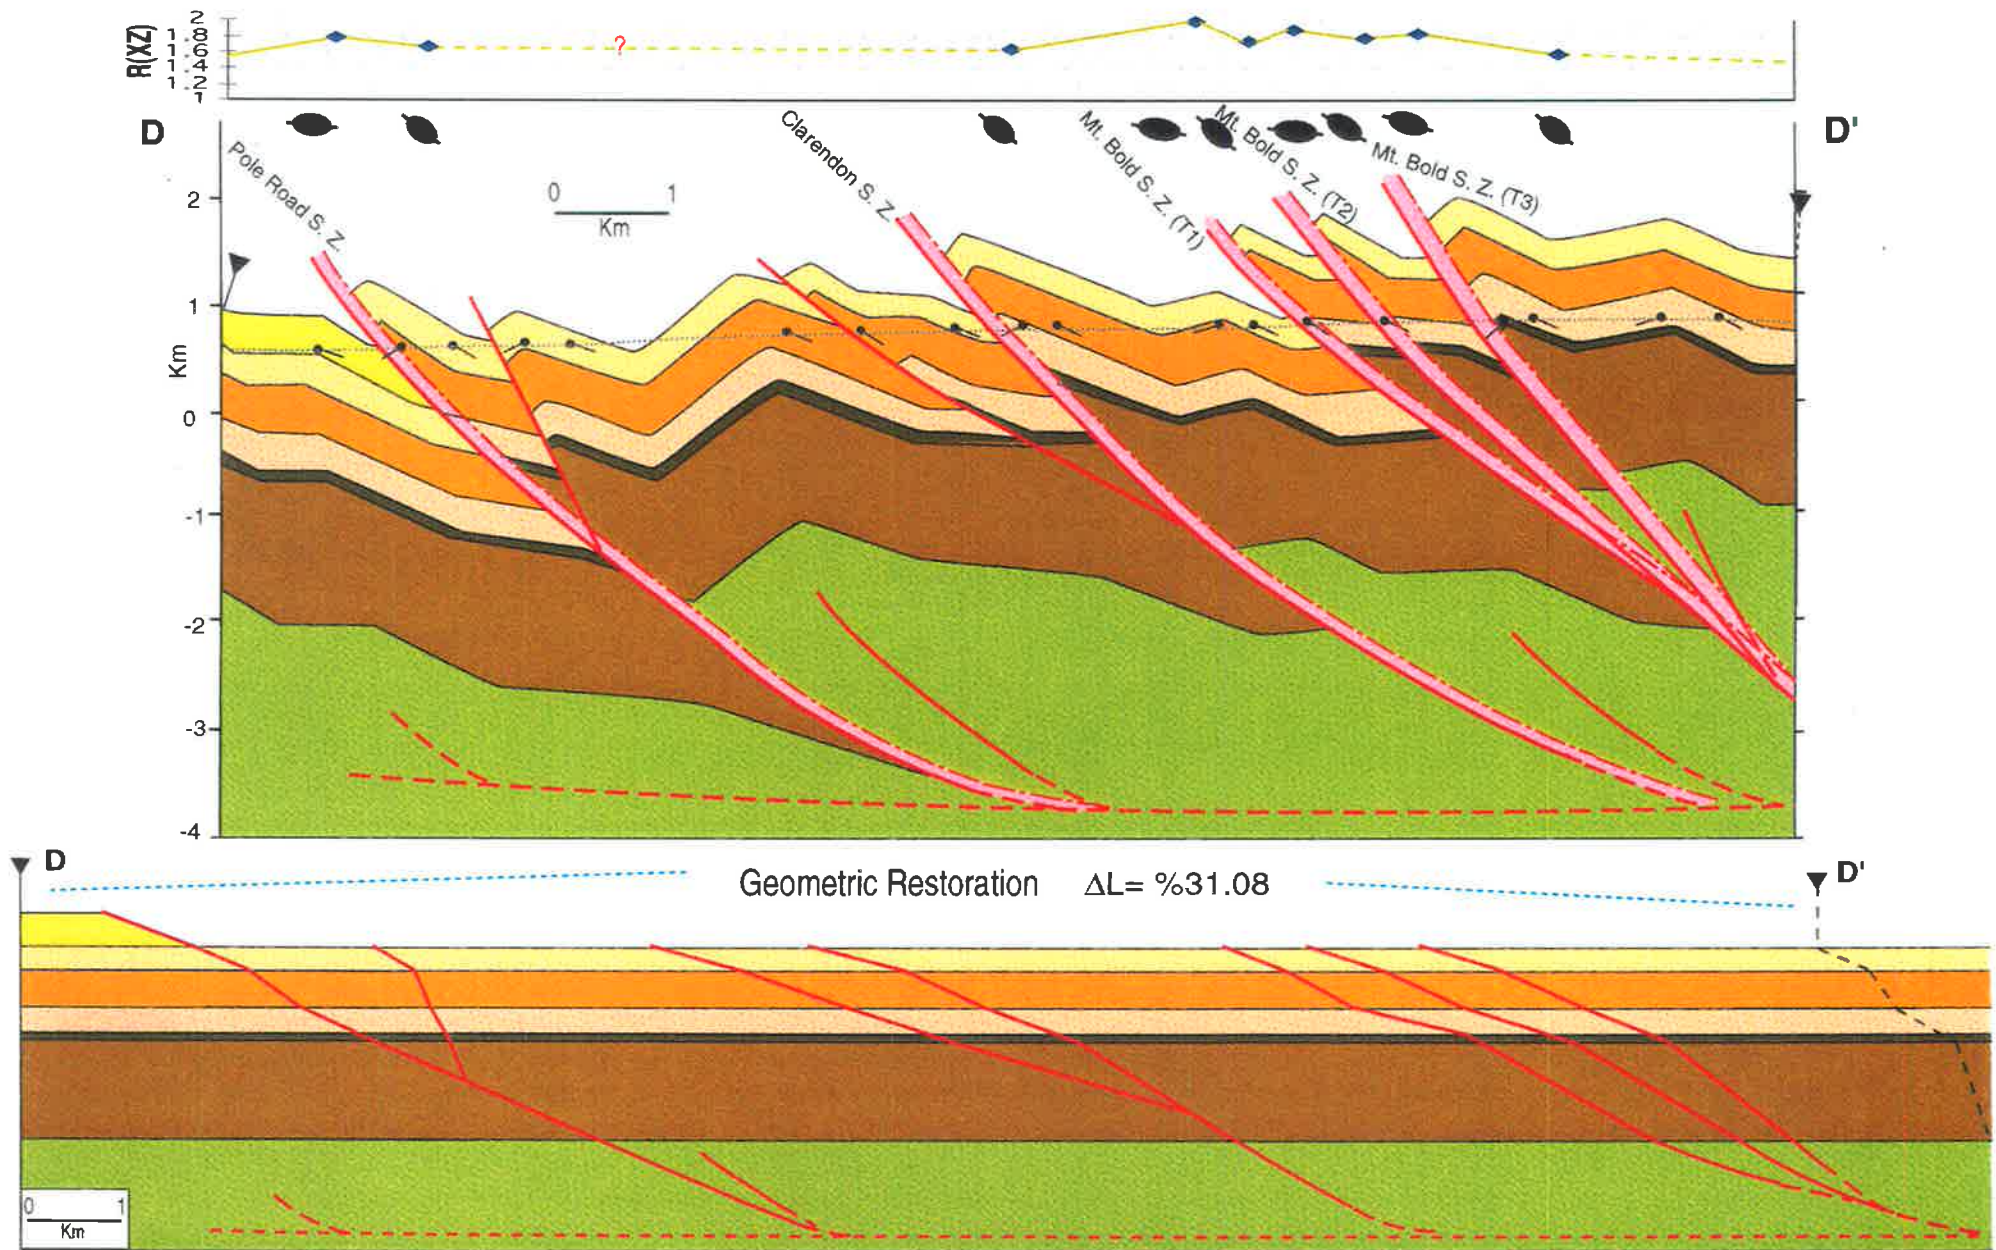 R(XZ)
2
1.8
1.6
1.4
1.2
1
?
D
D'
Pole Road S. Z.
Clarendon S. Z.
Mt. Bold S. Z. (T1)
Mt. Bold S. Z. (T2)
Mt. Bold S. Z. (T3)
0 1
Km
Km
2
1
0
-1
-2
-3
-4
D
Geometric Restoration ΔL= %31.08
D'
0 1
Km